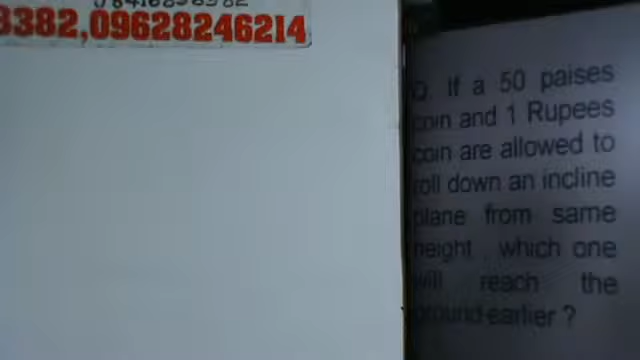 3382,09628246214
Q. If a 50 paises
coin and 1 Rupees
coin are allowed to
roll down an incline
plane from same
height , which one
will reach the
ground earlier ?